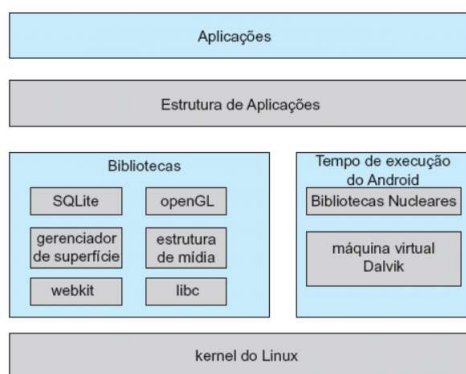 Aplicações
Estrutura de Aplicações
Bibliotecas
SQLite
openGL
gerenciador
de superfície
estrutura
de mídia
webkit
libc
Tempo de execução
do Android
Bibliotecas Nucleares
máquina virtual
Dalvik
kernel do Linux